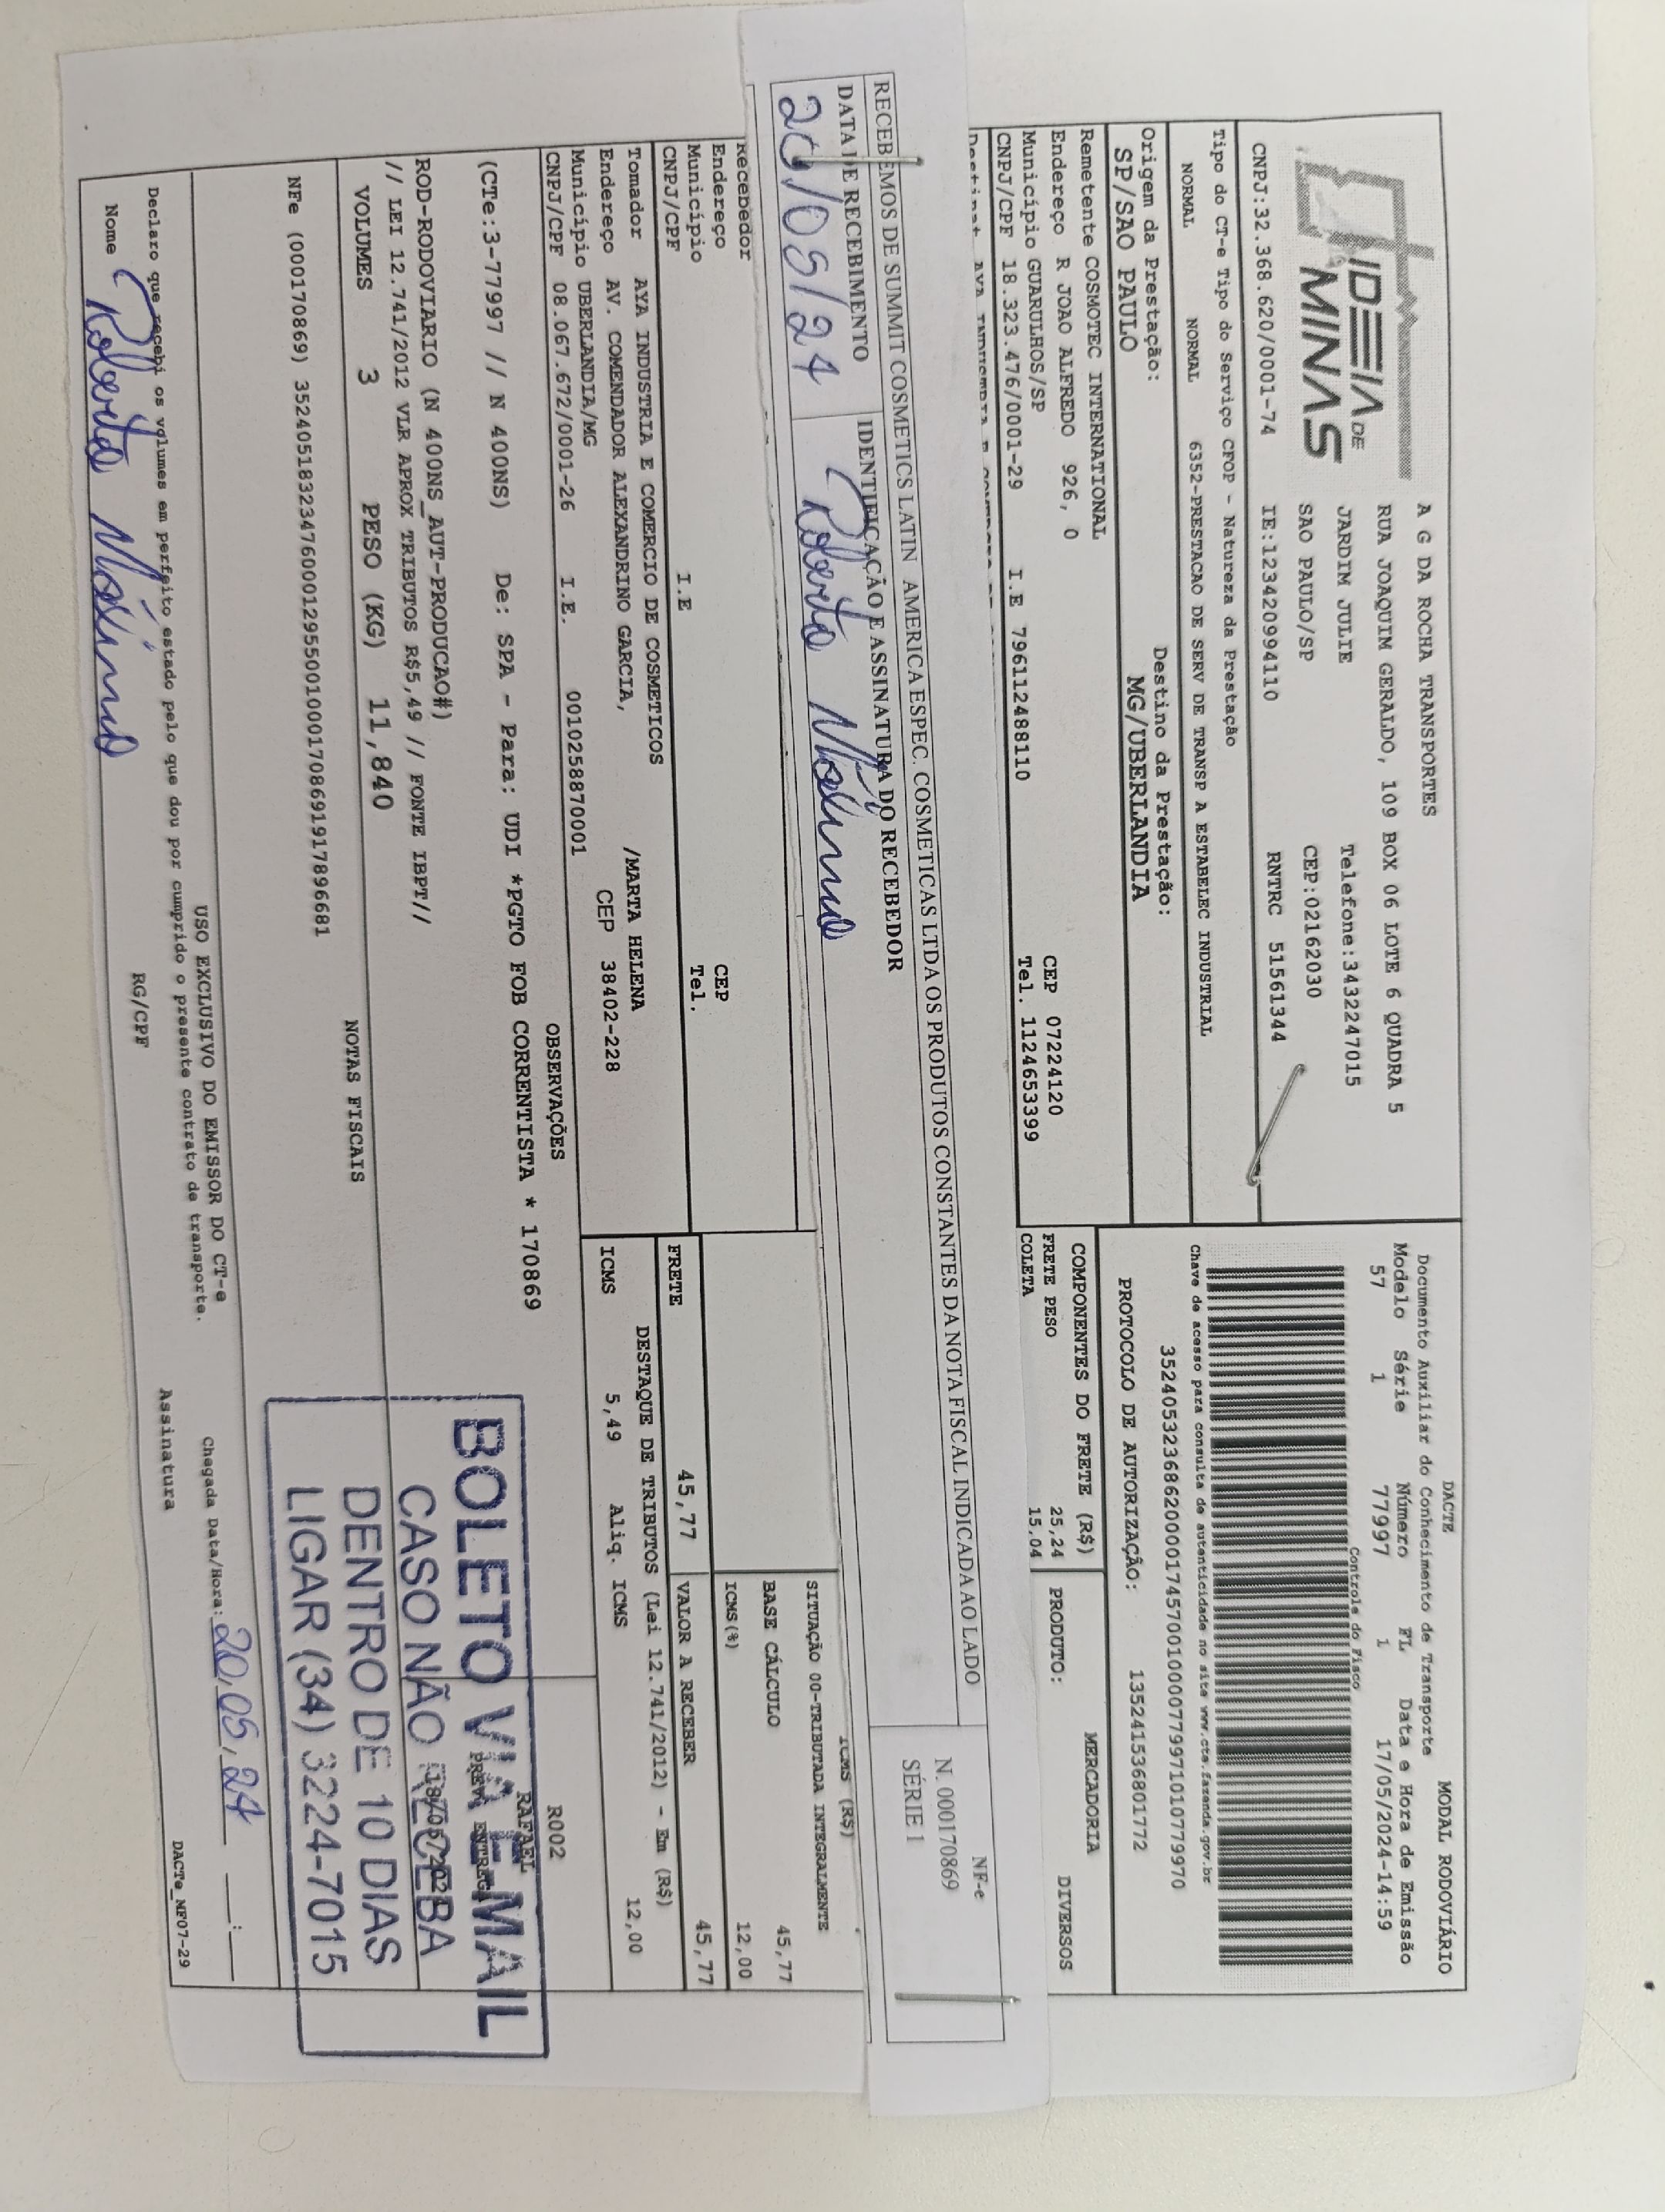 IDEIA DE
MINAS
A G DA ROCHA TRANSPORTES
RUA JOAQUIM GERALDO, 109 BOX 06 LOTE 6 QUADRA 5
JARDIM JULIE Telefone:3432247015
SAO PAULO/SP CEP:02162030
CNPJ:32.368.620/0001-74 IE:123420994110 RNTRC 51561344
DACTE MODAL RODOVIÁRIO
Documento Auxiliar do Conhecimento de Transporte
Modelo Série Número FL Data e Hora de Emissão
57 1 77997 1 17/05/2024-14:59
Controle do Fisco
Tipo do CT-e Tipo do Serviço CFOP - Natureza da Prestação
NORMAL NORMAL 6352-PRESTACAO DE SERV DE TRANSP A ESTABELEC INDUSTRIAL
Chave de acesso para consulta de autenticidade no site www.cte.fazenda.gov.br
35240532368620000174570010000779971010779970
Origem da Prestação: Destino da Prestação:
SP/SAO PAULO MG/UBERLANDIA
PROTOCOLO DE AUTORIZAÇÃO: 135241536801772
Remetente COSMOTEC INTERNATIONAL
Endereço R JOAO ALFREDO 926, 0 CEP 07224120
Município GUARULHOS/SP Tel. 1124653399
CNPJ/CPF 18.323.476/0001-29 I.E 796112488110
COMPONENTES DO FRETE (R$) MERCADORIA
FRETE PESO 25,24 PRODUTO: DIVERSOS
COLETA 15,04
RECEBEMOS DE SUMMIT COSMETICS LATIN AMERICA ESPEC. COSMETICAS LTDA OS PRODUTOS CONSTANTES DA NOTA FISCAL INDICADA AO LADO
DATA DE RECEBIMENTO IDENTIFICAÇÃO E ASSINATURA DO RECEBEDOR
20/05/24 Roberto Máximo
NF-e
N. 000170869
SÉRIE 1
Recebedor
Endereço CEP
Município Tel.
CNPJ/CPF I.E
ICMS (R$)
SITUAÇÃO 00-TRIBUTADA INTEGRALMENTE
BASE CÁLCULO 45,77
ICMS(%) 12,00
Tomador AYA INDUSTRIA E COMERCIO DE COSMETICOS /MARTA HELENA
Endereço AV. COMENDADOR ALEXANDRINO GARCIA, CEP 38402-228
Município UBERLANDIA/MG
CNPJ/CPF 08.067.672/0001-26 I.E. 0010258870001
FRETE 45,77 VALOR A RECEBER 45,77
DESTAQUE DE TRIBUTOS (Lei 12.741/2012) - Em (R$)
ICMS 5,49 Aliq. ICMS 12,00
OBSERVAÇÕES
(CTe:3-77997 // N 400NS) De: SPA - Para: UDI *PGTO FOB CORRENTISTA * 170869
ROD-RODOVIARIO (N 400NS_AUT-PRODUCAO#)
// LEI 12.741/2012 VLR APROX TRIBUTOS R$5,49 // FONTE IBPT//
R002
RAFAEL
PREV. ENTREGA
VOLUMES 3 PESO (KG) 11,840
NOTAS FISCAIS
NFe (000170869) 35240518323476000129550010001708691917896681
BOLETO VIA E-MAIL
CASO NÃO RECEBA
DENTRO DE 10 DIAS
LIGAR (34) 3224-7015
USO EXCLUSIVO DO EMISSOR DO CT-e
Declaro que recebi os volumes em perfeito estado pelo que dou por cumprido o presente contrato de transporte.
Chegada Data/Hora: 20,05,24 __:__
Nome Roberto Máximo RG/CPF Assinatura
DACTe_NF07-29